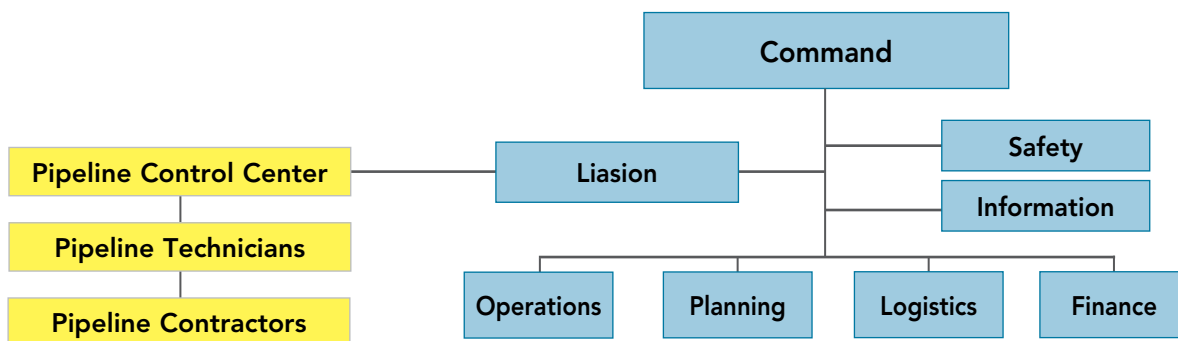 Command
Safety
Pipeline Control Center
Liasion
Information
Pipeline Technicians
Operations
Planning
Logistics
Finance
Pipeline Contractors